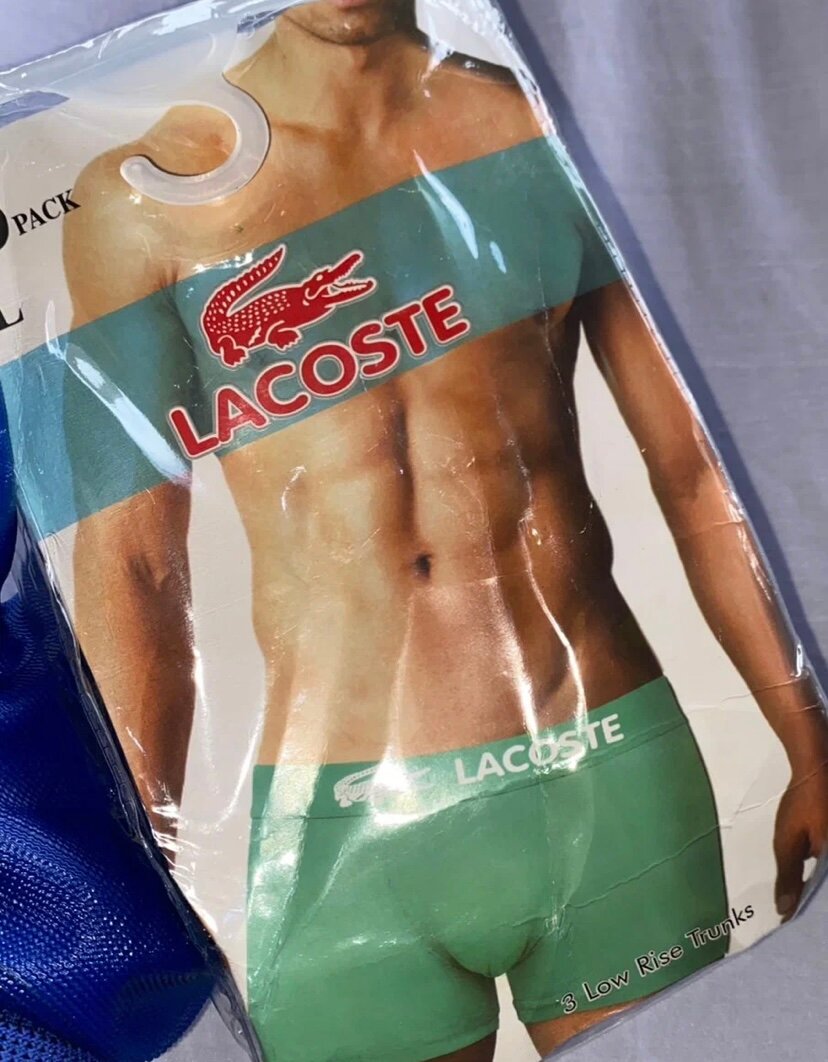 PACK
L
LACOSTE
LACOSTE
3 Low Rise Trunks